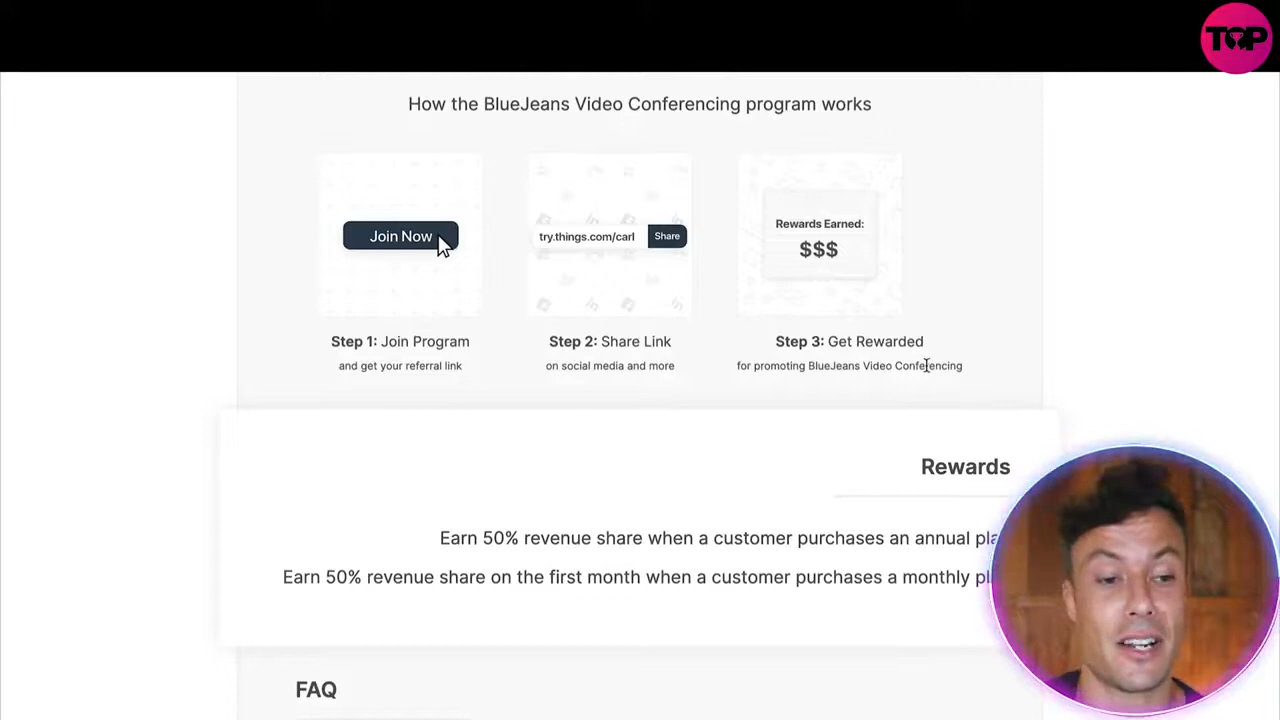 TOP
How the BlueJeans Video Conferencing program works
Join Now
try.things.com/carl
Share
Rewards Earned:
$$$
Step 1: Join Program
and get your referral link
Step 2: Share Link
on social media and more
Step 3: Get Rewarded
for promoting BlueJeans Video Conferencing
Rewards
Earn 50% revenue share when a customer purchases an annual
Earn 50% revenue share on the first month when a customer purchases a monthly
FAQ